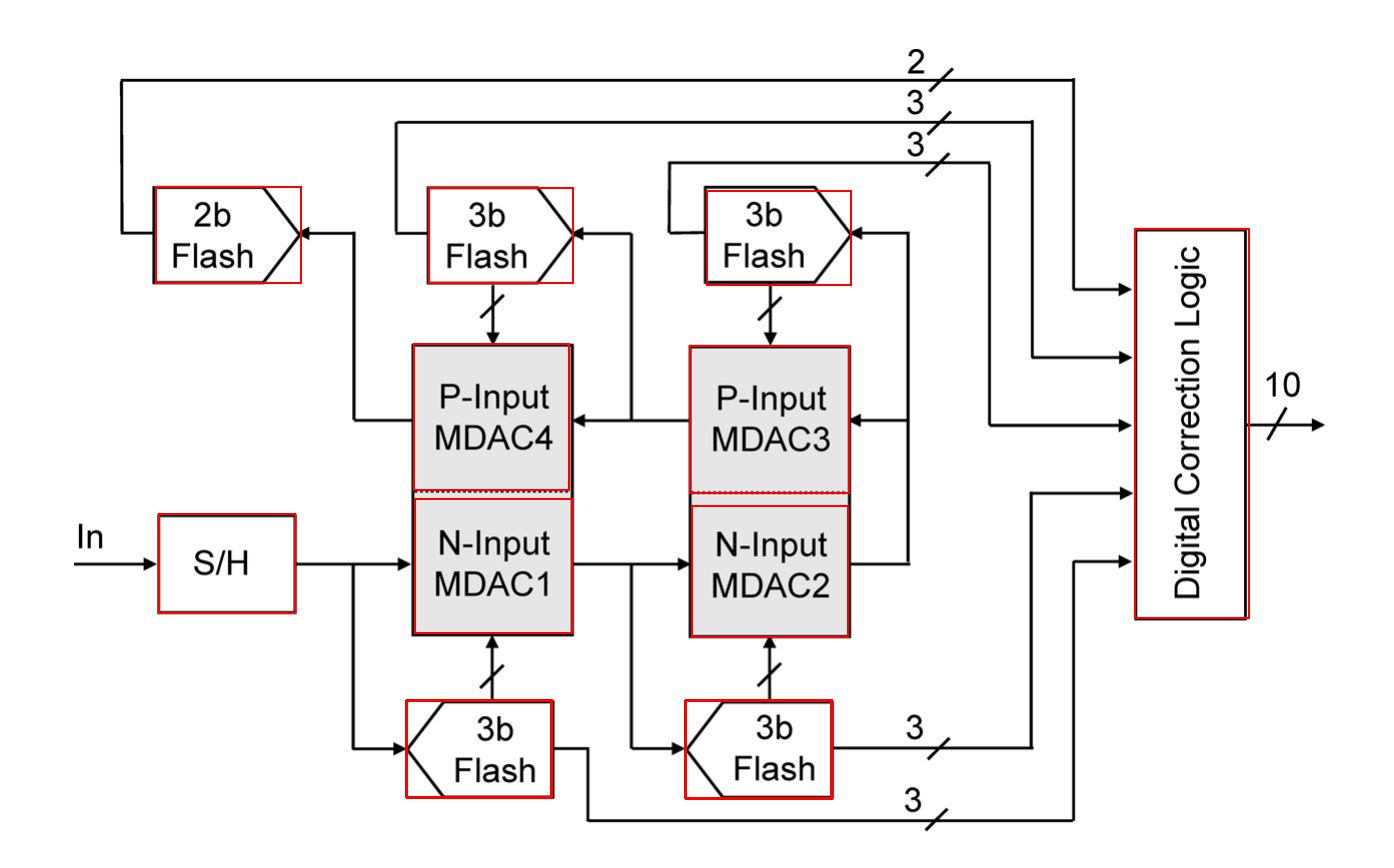 2
3
3
2b
Flash
3b
Flash
3b
Flash
P-Input
MDAC4
P-Input
MDAC3
Digital Correction Logic
10
In
S/H
N-Input
MDAC1
N-Input
MDAC2
3b
Flash
3b
Flash
3
3